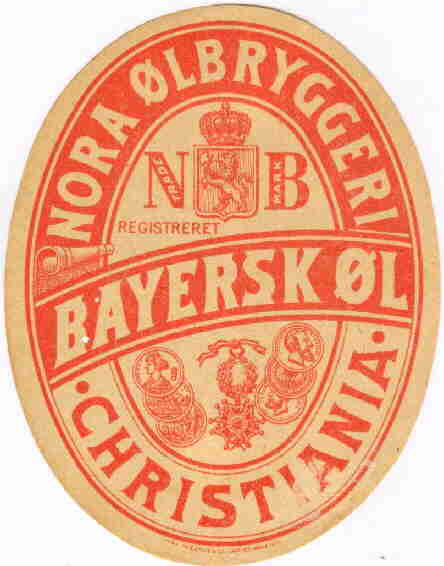 NORA ØLBRYGGERI
N B
TRADE MARK
REGISTRERET
BAYERSK ØL
CHRISTIANIA